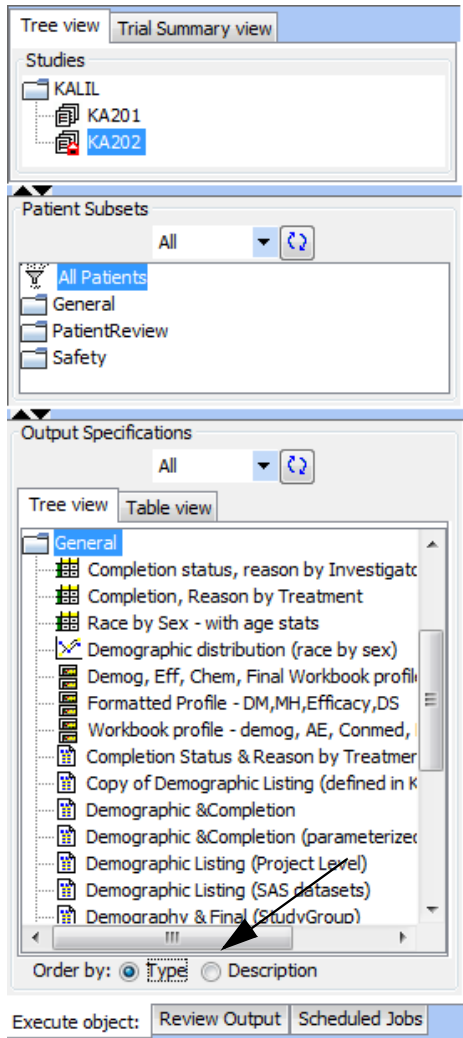 Tree view Trial Summary view
Studies
KALIL
KA201
KA202
Patient Subsets
All
All Patients
General
PatientReview
Safety
Output Specifications
All
Tree view Table view
General
Completion status, reason by Investigatc
Completion, Reason by Treatment
Race by Sex - with age stats
Demographic distribution (race by sex)
Demog, Eff, Chem, Final Workbook profil
Formatted Profile - DM,MH,Efficacy,DS
Workbook profile - demog, AE, Conmed,
Completion Status & Reason by Treatmer
Copy of Demographic Listing (defined in K
Demographic &Completion
Demographic &Completion (parameterized
Demographic Listing (Project Level)
Demographic Listing (SAS datasets)
Demography & Final (StudyGroup)
Order by: Type Description
Execute object: Review Output Scheduled Jobs